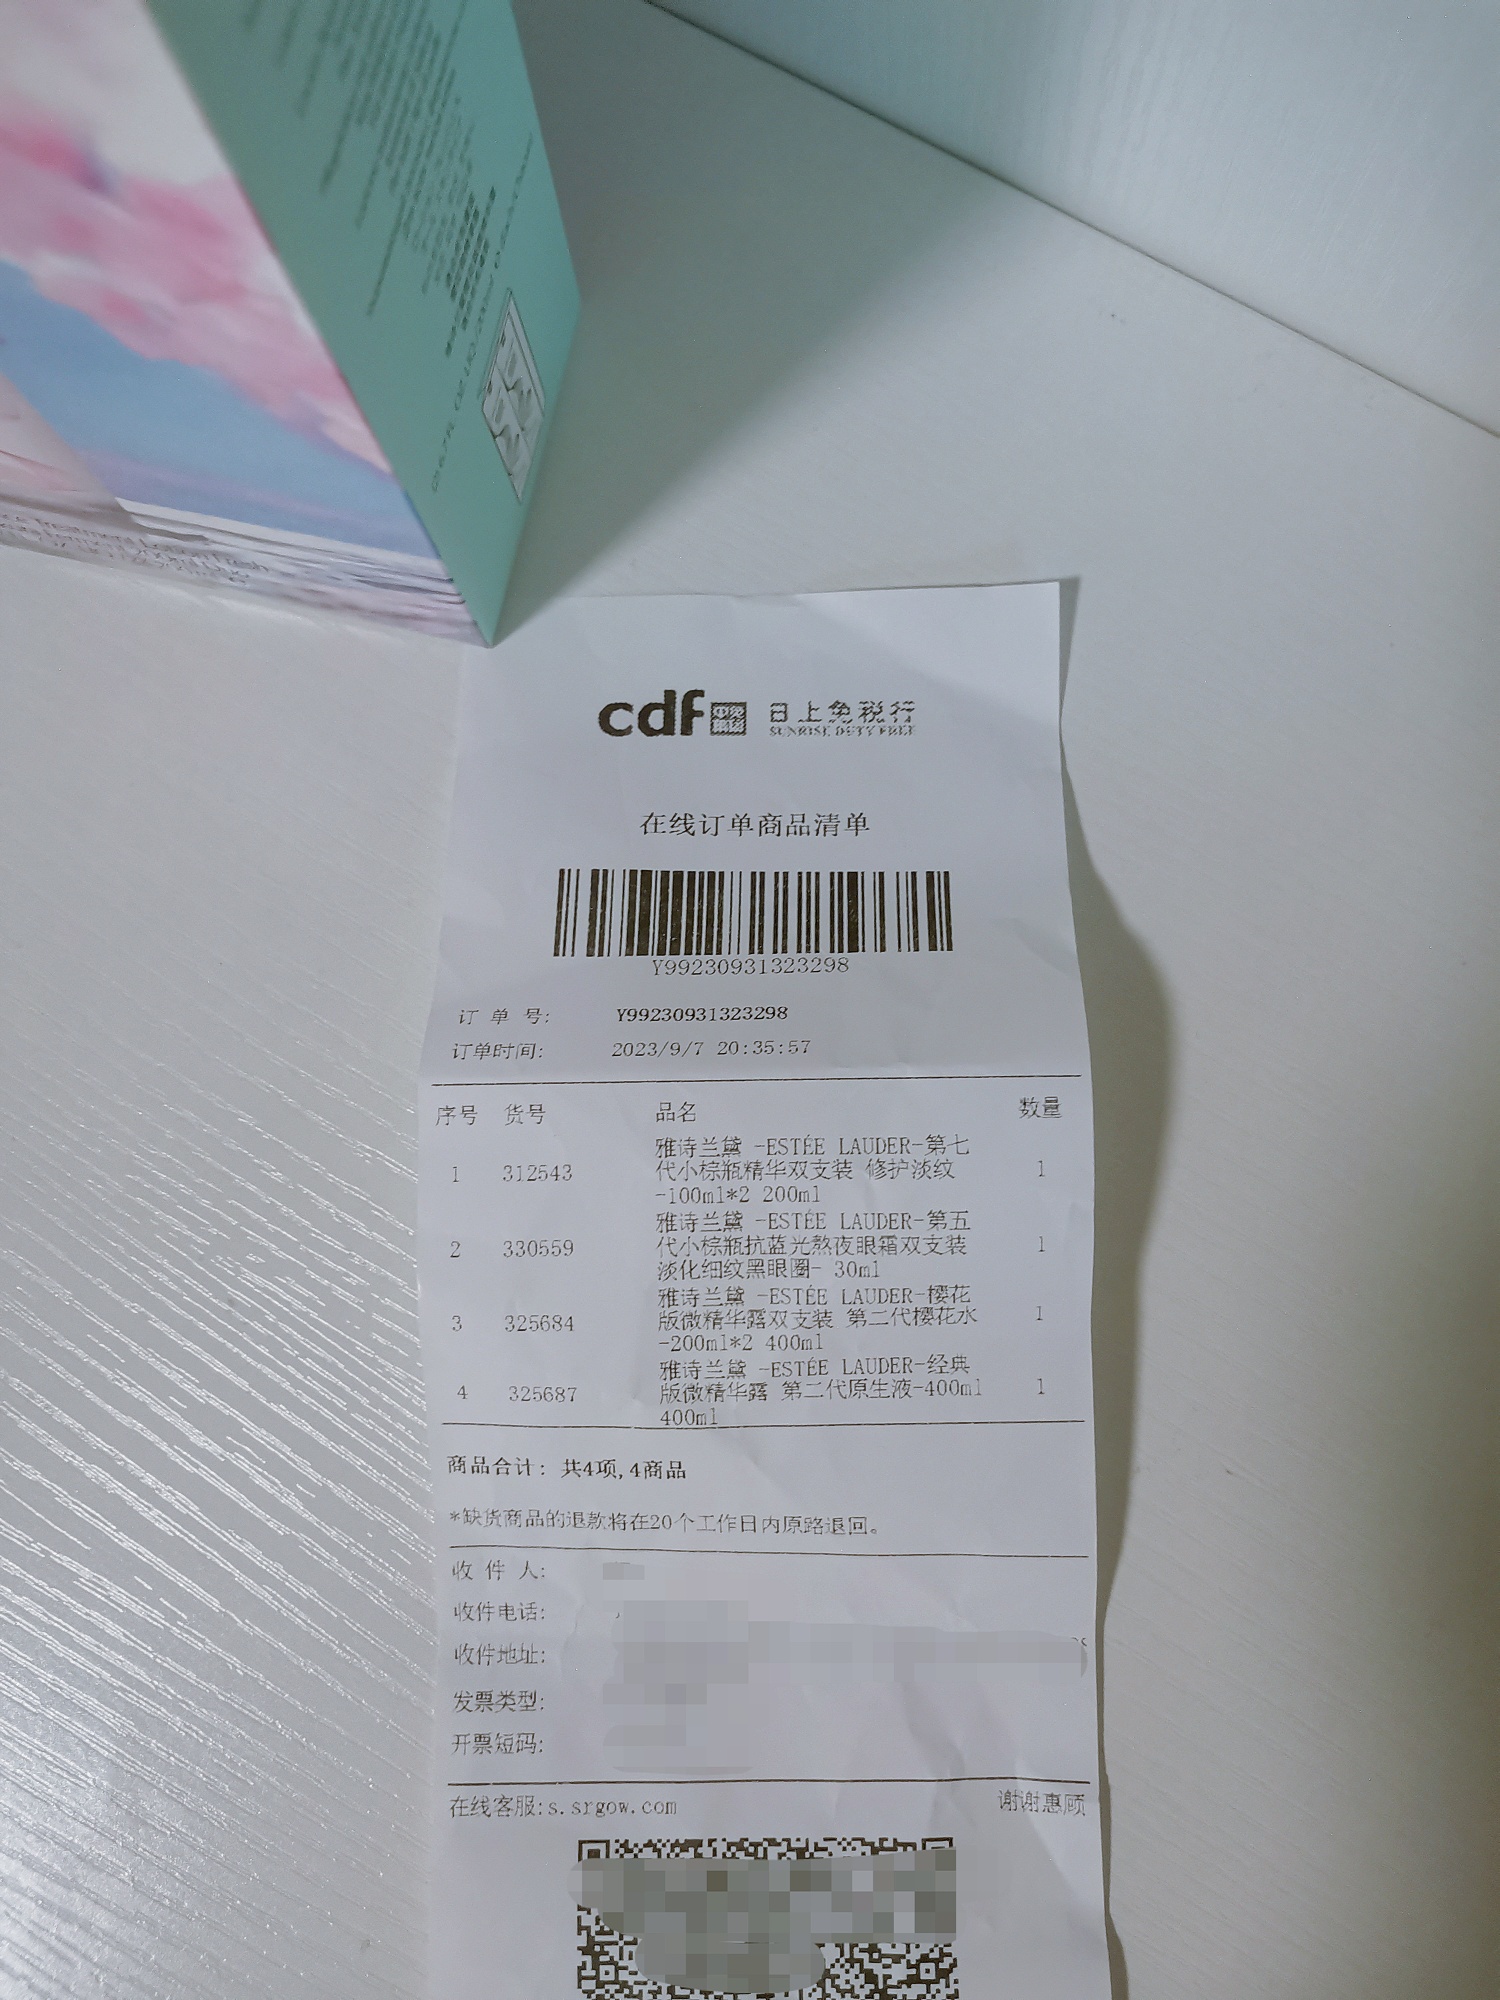 cdf 中免集团 日上免税行
SUNRISE DUTY FREE
在线订单商品清单
Y99230931323298
订单号: Y99230931323298
订单时间: 2023/9/7 20:35:57
序号 货号 品名 数量
雅诗兰黛 -ESTÉE LAUDER-第七
1 312543 代小棕瓶精华双支装 修护淡纹 1
-100ml*2 200ml
雅诗兰黛 -ESTÉE LAUDER-第五
2 330559 代小棕瓶抗蓝光熬夜眼霜双支装 1
淡化细纹黑眼圈- 30ml
雅诗兰黛 -ESTÉE LAUDER-樱花
3 325684 版微精华露双支装 第二代樱花水 1
-200ml*2 400ml
雅诗兰黛 -ESTÉE LAUDER-经典
4 325687 版微精华露 第二代原生液-400ml 1
400ml
商品合计: 共4项,4商品
*缺货商品的退款将在20个工作日内原路退回。
收件人:
收件电话:
收件地址:
发票类型:
开票短码:
在线客服:s.srgow.com 谢谢惠顾